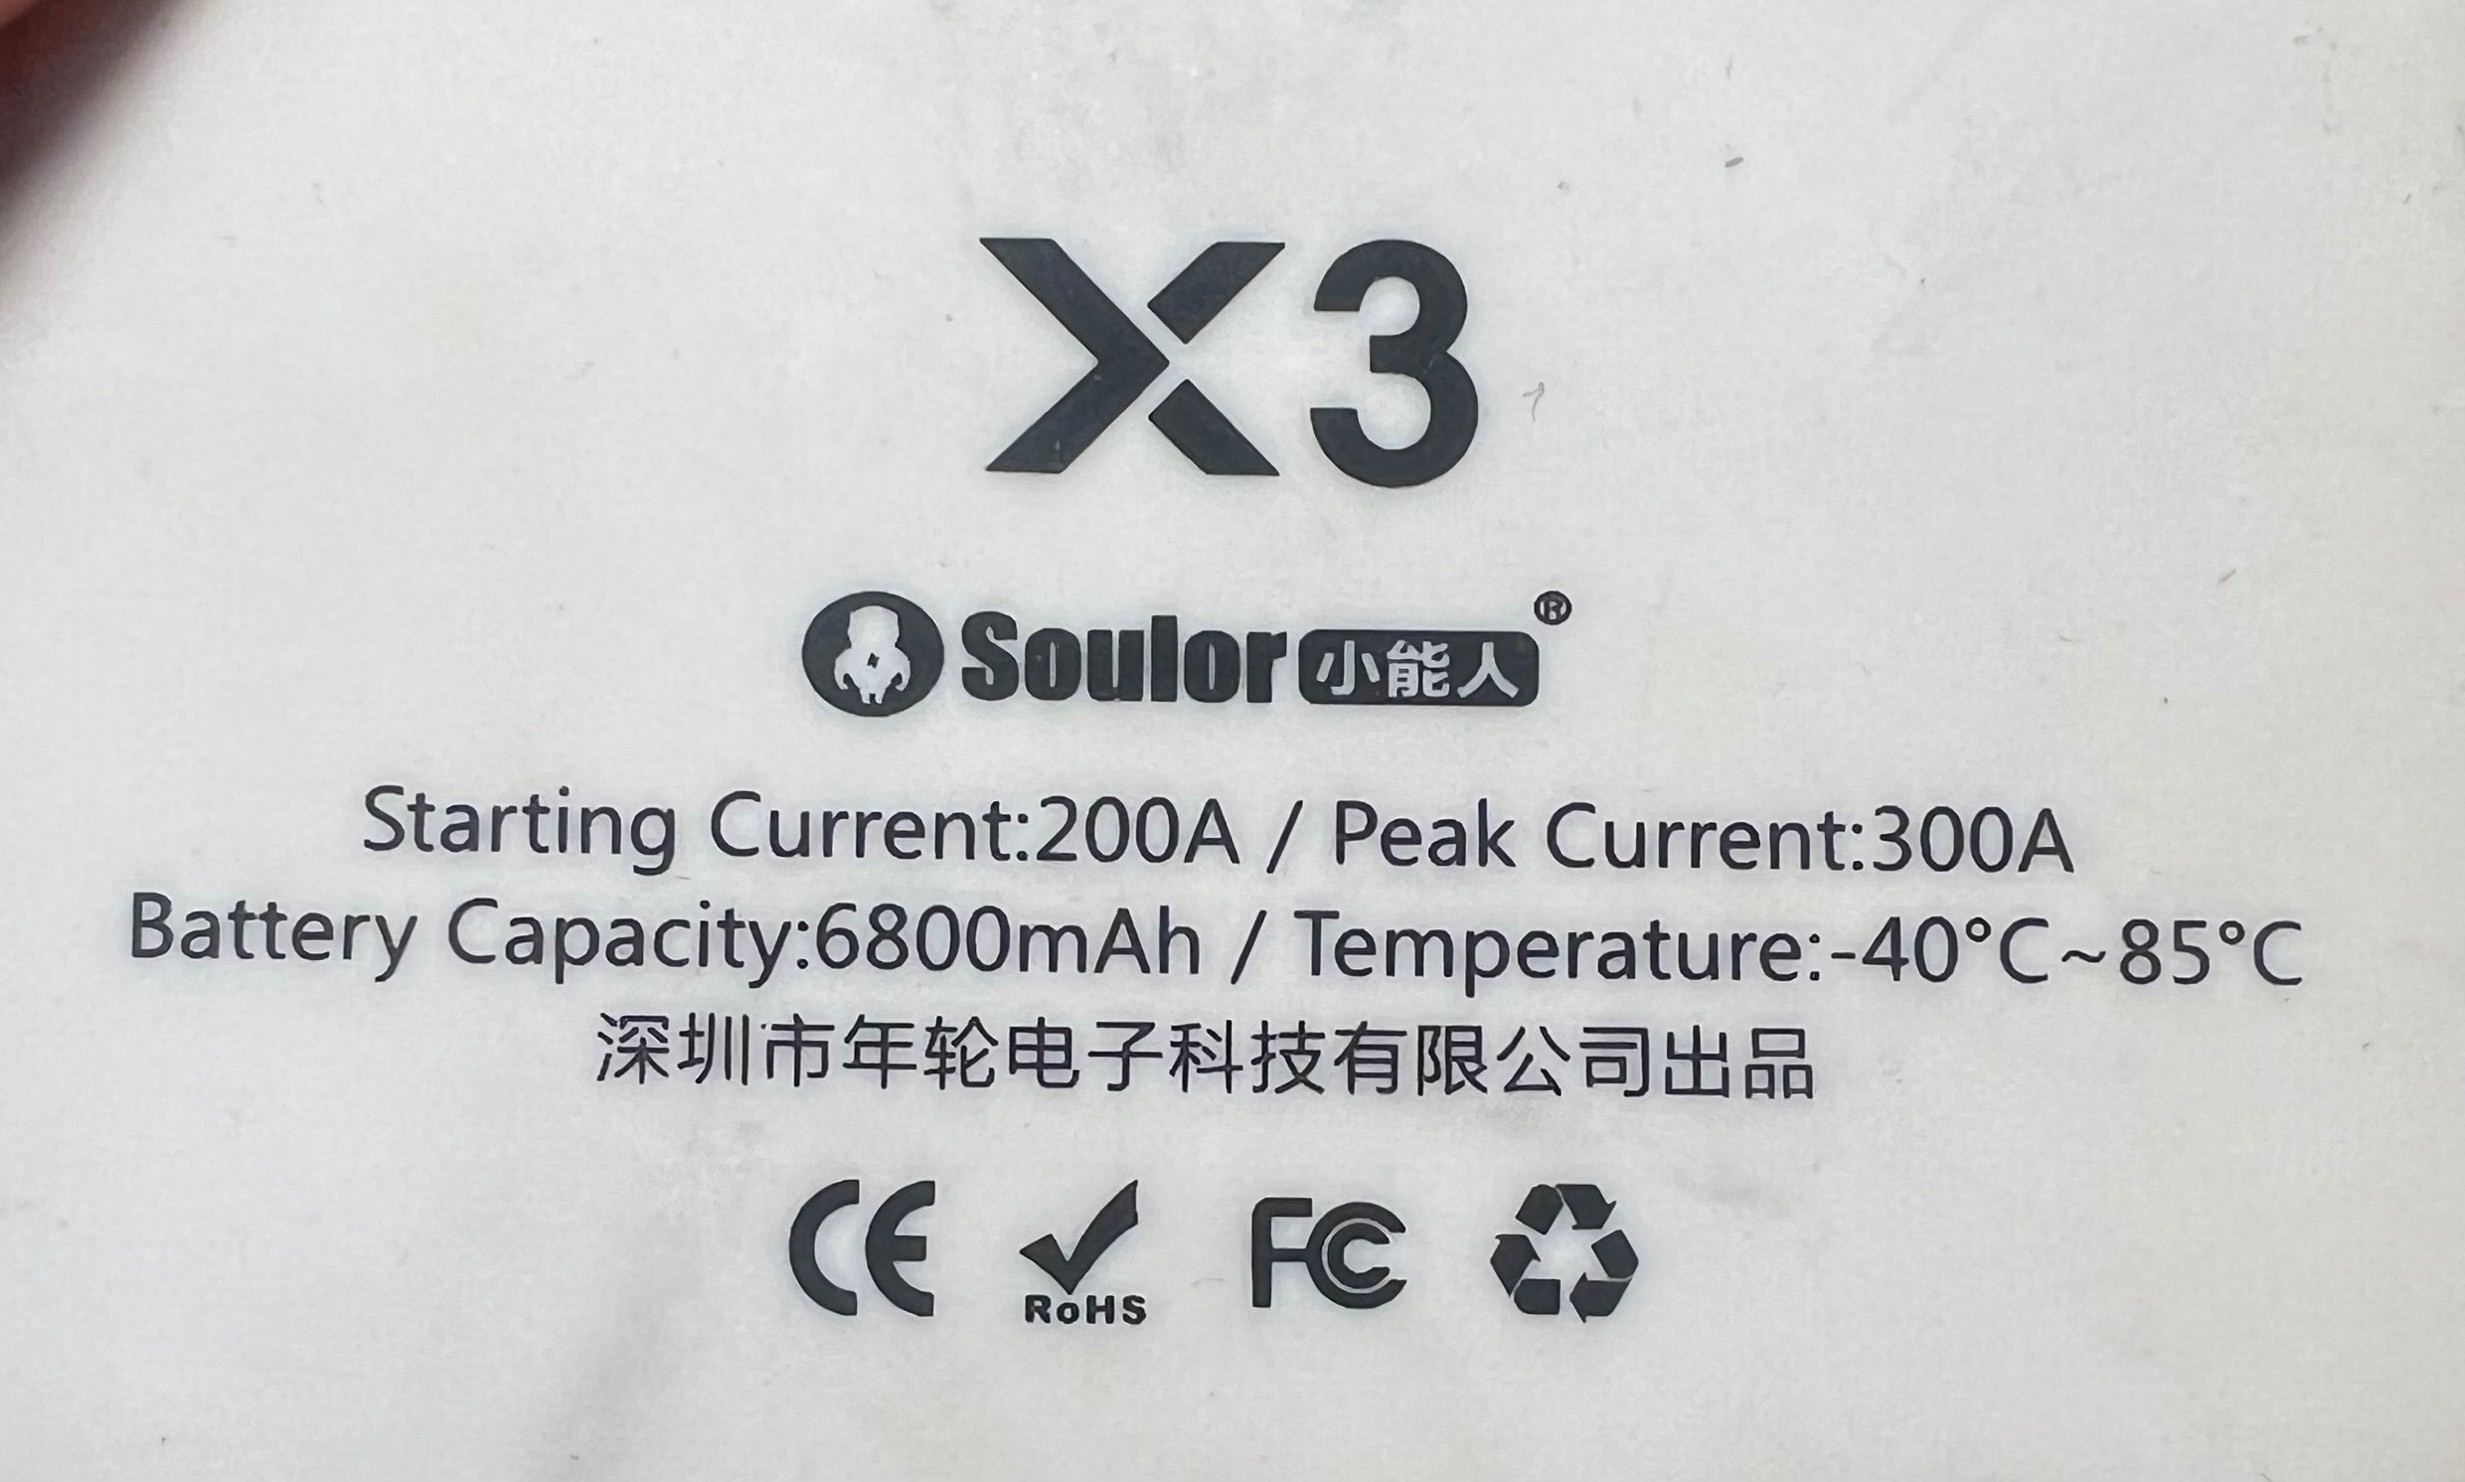 X3
Soulor小能人®
Starting Current:200A / Peak Current:300A
Battery Capacity:6800mAh / Temperature:-40°C~85°C
深圳市年轮电子科技有限公司出品
CE RoHS FC